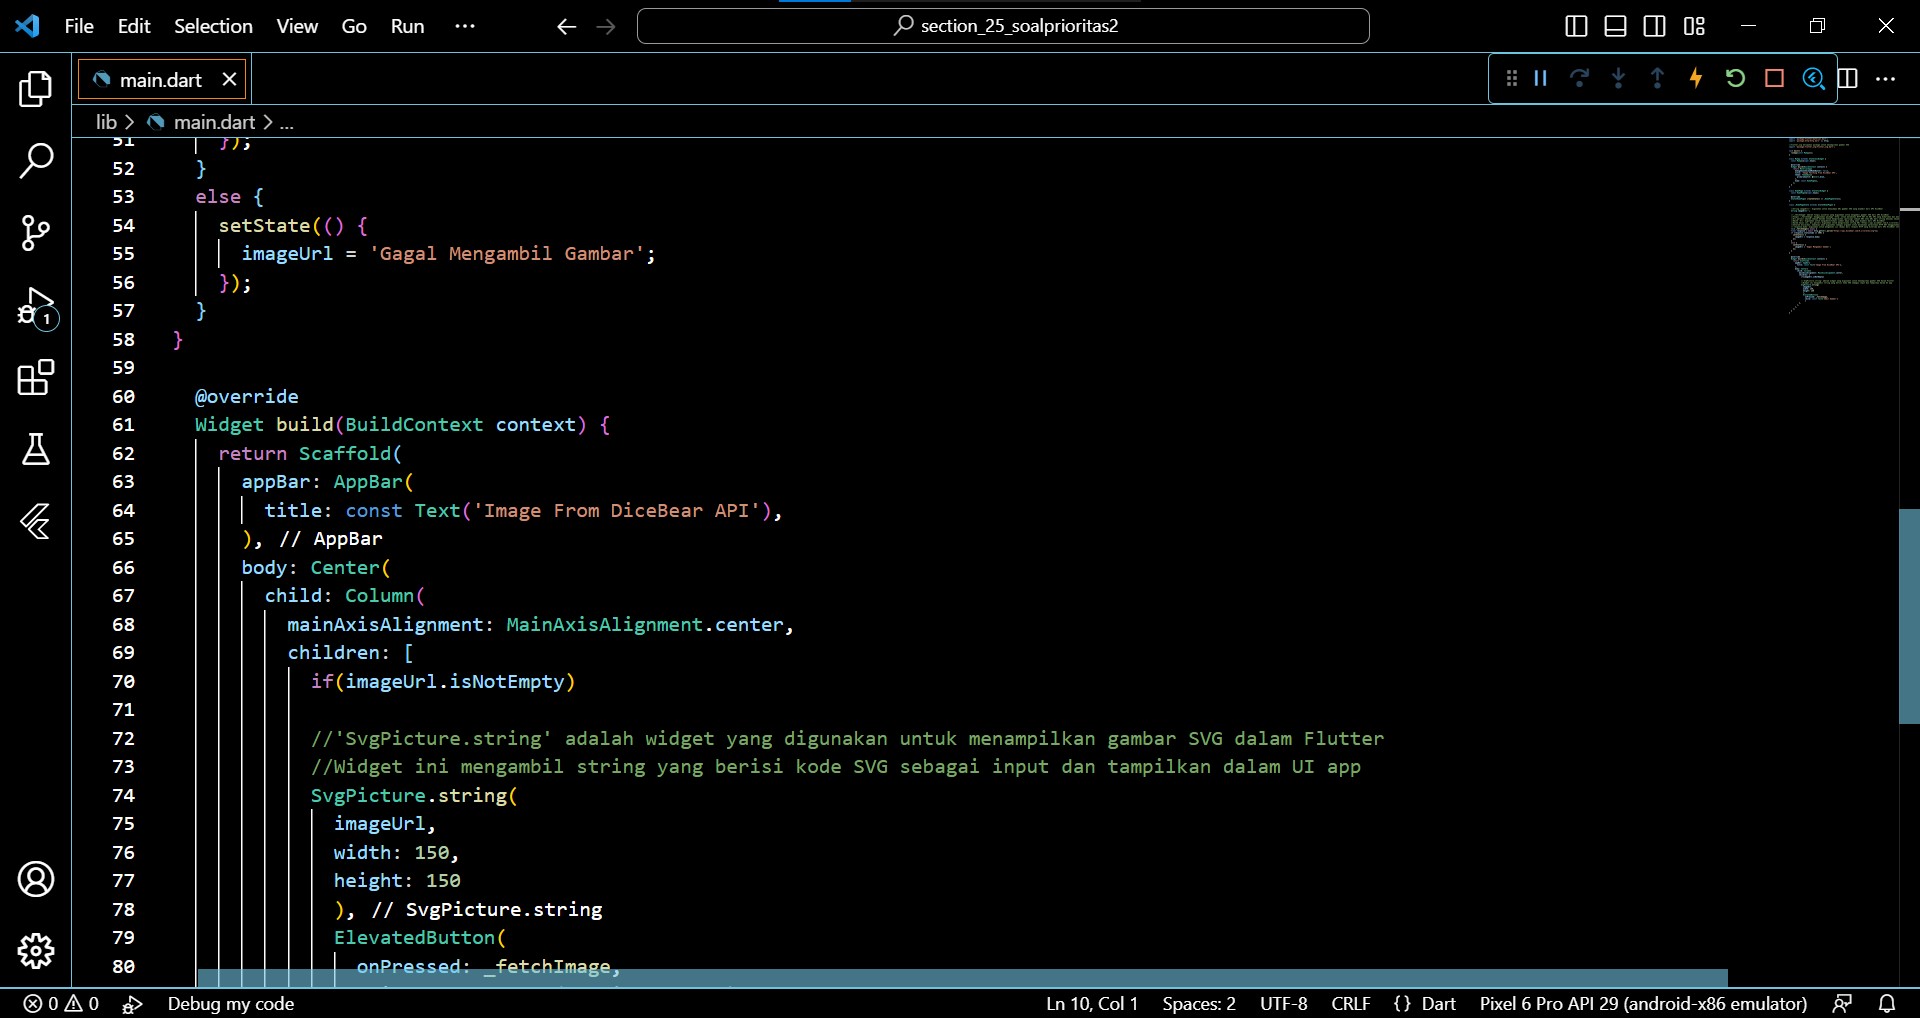 File Edit Selection View Go Run ... section_25_soalprioritas2
main.dart
lib > main.dart > ...
51 });
52 }
53 else {
54 setState(() {
55 imageUrl = 'Gagal Mengambil Gambar';
56 });
57 }
58 }
59
60 @override
61 Widget build(BuildContext context) {
62 return Scaffold(
63 appBar: AppBar(
64 title: const Text('Image From DiceBear API'),
65 ), // AppBar
66 body: Center(
67 child: Column(
68 mainAxisAlignment: MainAxisAlignment.center,
69 children: [
70 if(imageUrl.isNotEmpty)
71
72 //'SvgPicture.string' adalah widget yang digunakan untuk menampilkan gambar SVG dalam Flutter
73 //Widget ini mengambil string yang berisi kode SVG sebagai input dan tampilkan dalam UI app
74 SvgPicture.string(
75 imageUrl,
76 width: 150,
77 height: 150
78 ), // SvgPicture.string
79 ElevatedButton(
80 onPressed: _fetchImage,
1
0 0 Debug my code Ln 10, Col 1 Spaces: 2 UTF-8 CRLF {} Dart Pixel 6 Pro API 29 (android-x86 emulator)